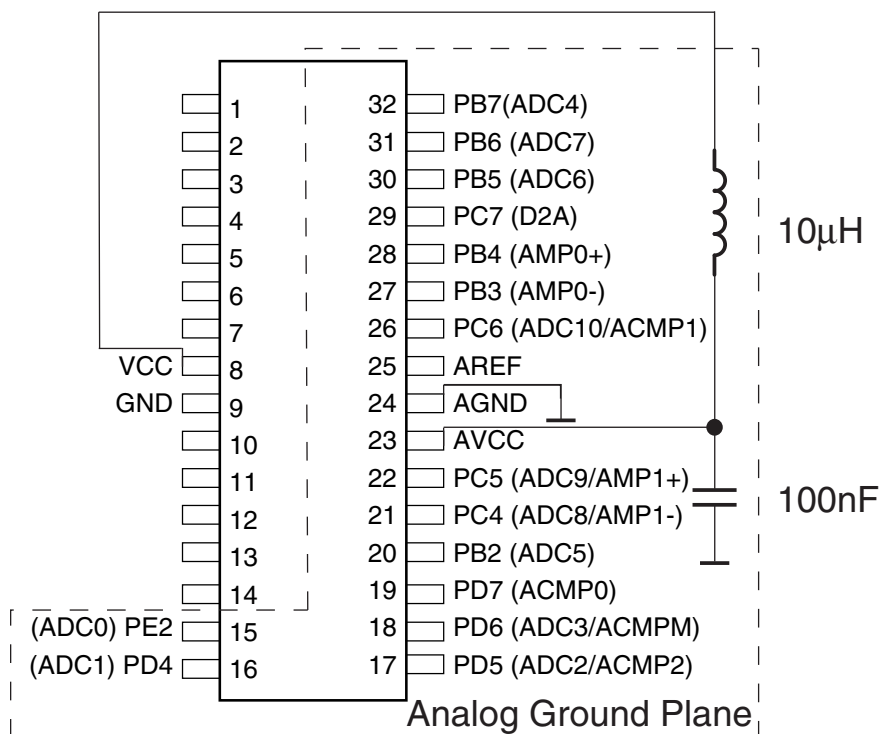 1 32 PB7(ADC4)
2 31 PB6 (ADC7)
3 30 PB5 (ADC6)
4 29 PC7 (D2A)
5 28 PB4 (AMP0+)
6 27 PB3 (AMP0-)
7 26 PC6 (ADC10/ACMP1)
VCC 8 25 AREF
GND 9 24 AGND
10 23 AVCC
11 22 PC5 (ADC9/AMP1+)
12 21 PC4 (ADC8/AMP1-)
13 20 PB2 (ADC5)
14 19 PD7 (ACMP0)
(ADC0) PE2 15 18 PD6 (ADC3/ACMPM)
(ADC1) PD4 16 17 PD5 (ADC2/ACMP2)
10μH
100nF
Analog Ground Plane